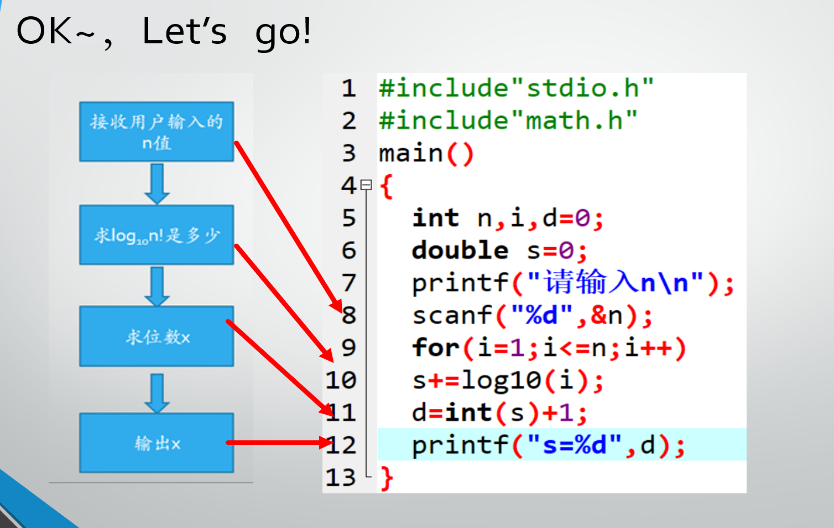 OK~，Let’s go!
接收用户输入的
n值
求log₁₀n!是多少
求位数x
输出x
1 #include"stdio.h"
2 #include"math.h"
3 main()
4 {
5 int n,i,d=0;
6 double s=0;
7 printf("请输入n\n");
8 scanf("%d",&n);
9 for(i=1;i<=n;i++)
10 s+=log10(i);
11 d=int(s)+1;
12 printf("s=%d",d);
13 }